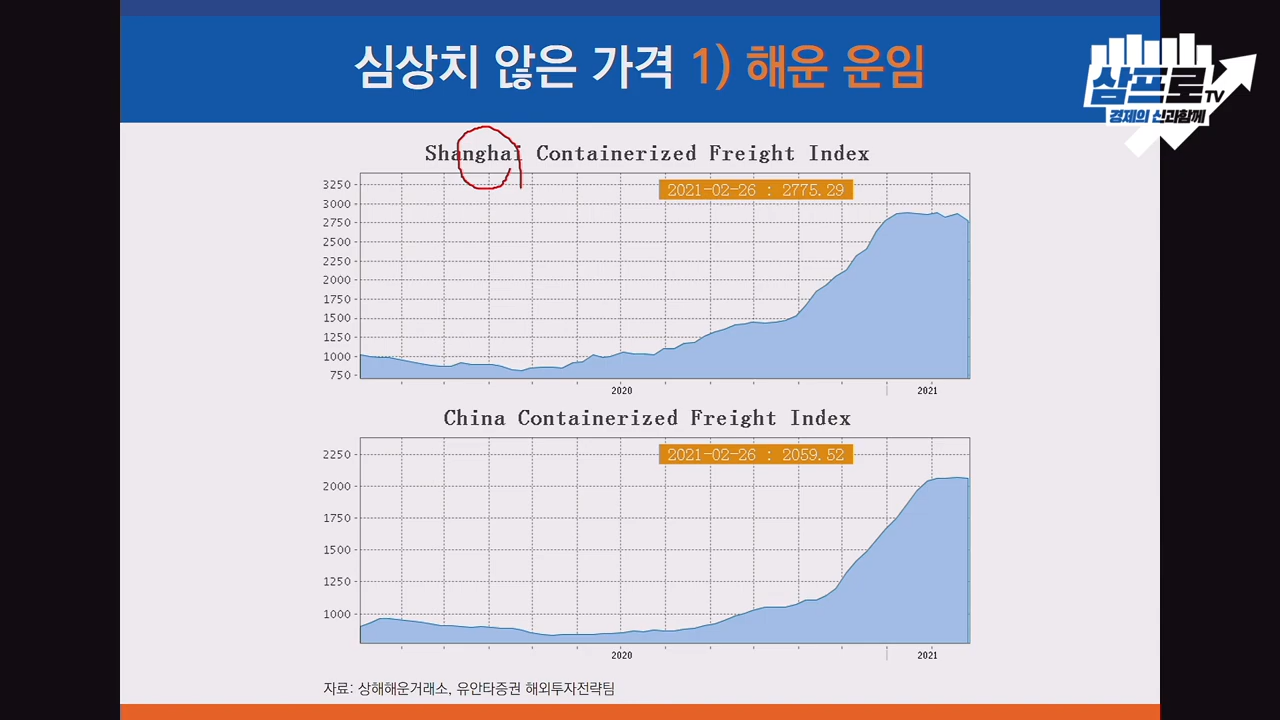 심상치 않은 가격 1) 해운 운임
삼프로TV
경제의 신과함께
Shanghai Containerized Freight Index
2021-02-26 : 2775.29
3250
3000
2750
2500
2250
2000
1750
1500
1250
1000
750
2020 2021
China Containerized Freight Index
2021-02-26 : 2059.52
2250
2000
1750
1500
1250
1000
2020 2021
자료: 상해해운거래소, 유안타증권 해외투자전략팀